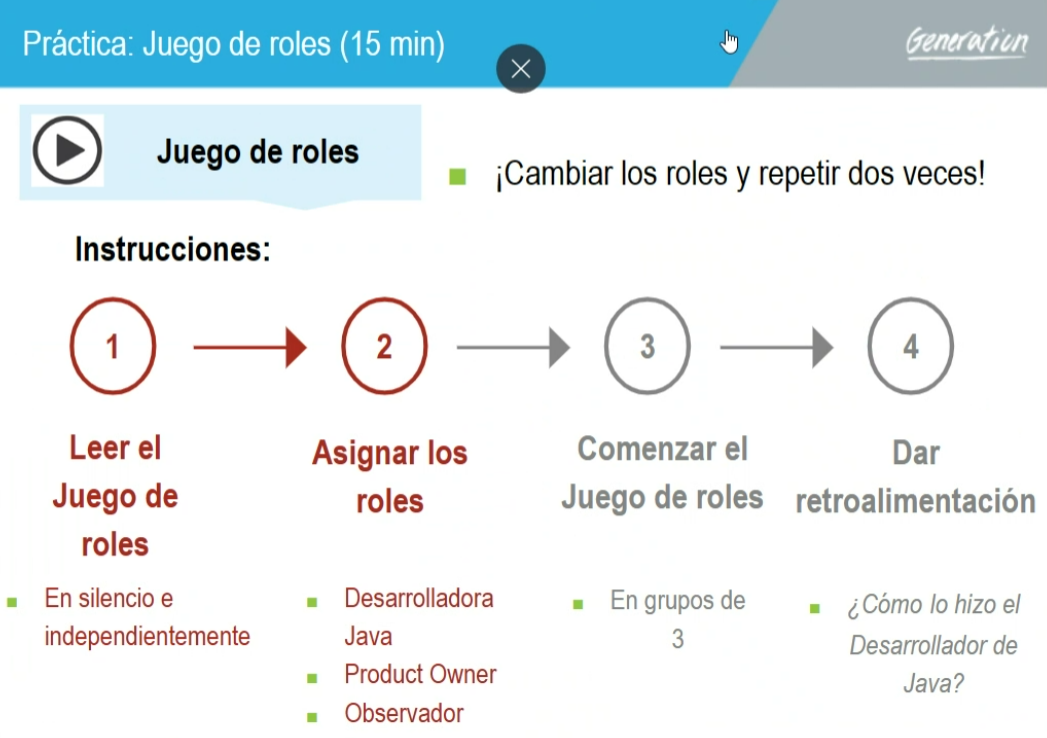 Práctica: Juego de roles (15 min)
Generation
Juego de roles
¡Cambiar los roles y repetir dos veces!
Instrucciones:
1
2
3
4
Leer el
Juego de
roles
En silencio e
independientemente
Asignar los
roles
Desarrolladora
Java
Product Owner
Observador
Comenzar el
Juego de roles
En grupos de
3
Dar
retroalimentación
¿Cómo lo hizo el
Desarrollador de
Java?